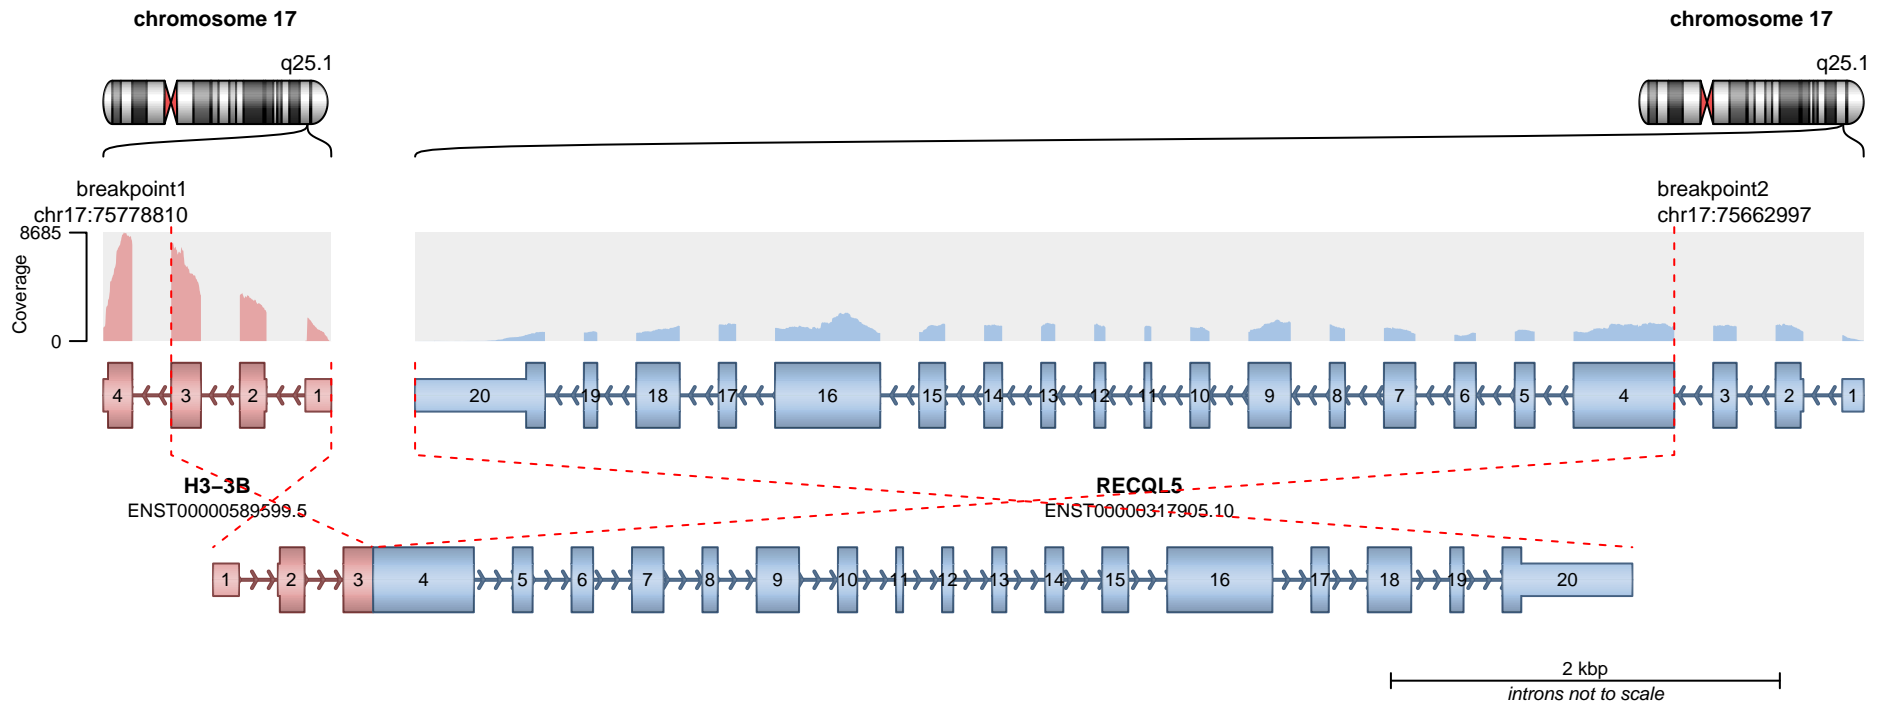 chromosome 17
chromosome 17
q25.1
q25.1
breakpoint1
chr17:75778810
breakpoint2
chr17:75662997
8685
Coverage
0
4 3 2 1 20 19 18 17 16 15 14 13 12 11 10 9 8 7 6 5 4 3 2 1
H3–3B
ENST00000589599.5
RECQL5
ENST00000317905.10
1 2 3 4 5 6 7 8 9 10 11 12 13 14 15 16 17 18 19 20
2 kbp
introns not to scale